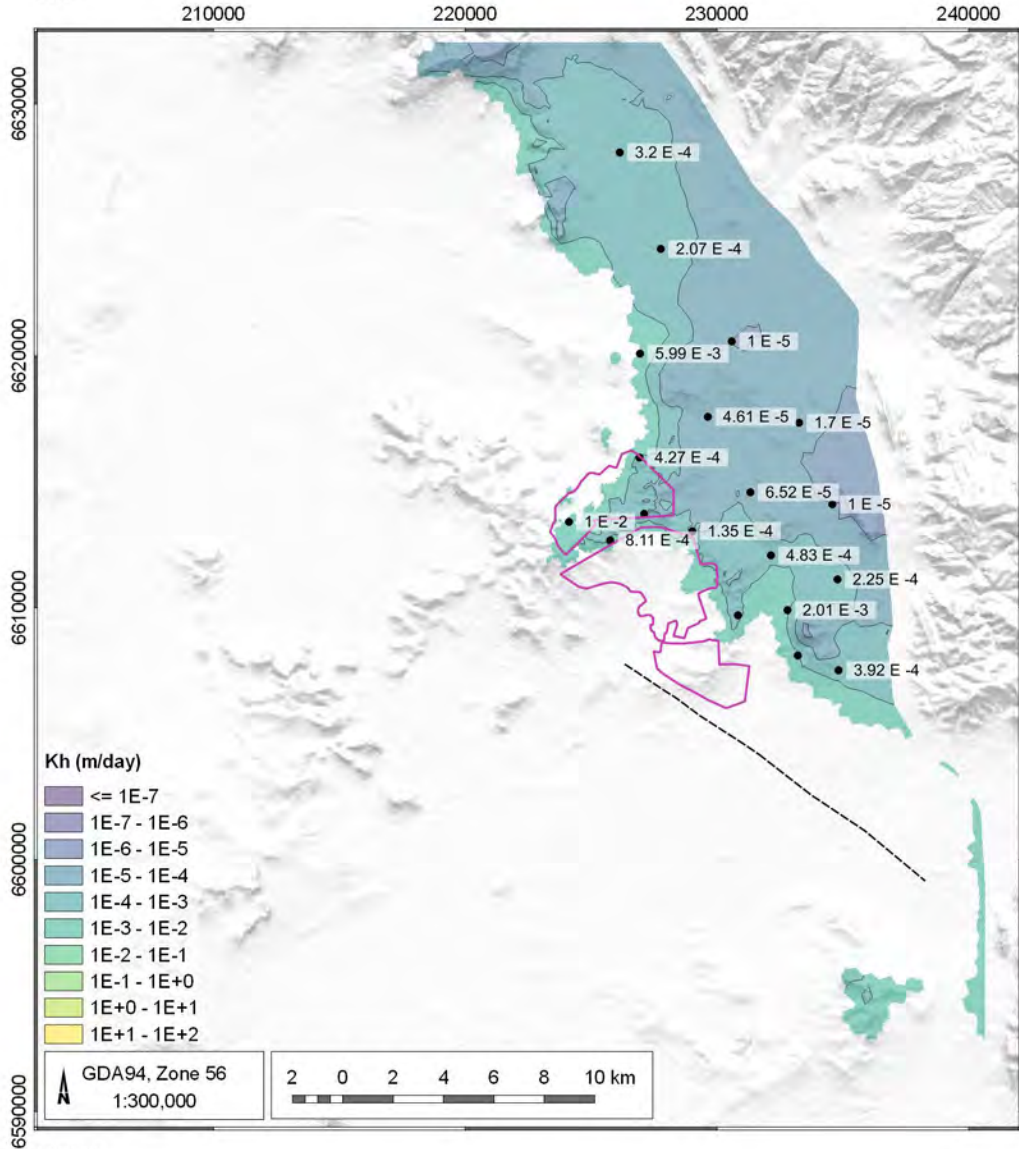 210000
220000
230000
240000
6630000
6620000
6610000
6600000
6590000
3.2 E -4
2.07 E -4
1 E -5
5.99 E -3
4.61 E -5
1.7 E -5
4.27 E -4
6.52 E -5
1 E -5
1 E -2
1.35 E -4
8.11 E -4
4.83 E -4
2.25 E -4
2.01 E -3
3.92 E -4
Kh (m/day)
<= 1E-7
1E-7 - 1E-6
1E-6 - 1E-5
1E-5 - 1E-4
1E-4 - 1E-3
1E-3 - 1E-2
1E-2 - 1E-1
1E-1 - 1E+0
1E+0 - 1E+1
1E+1 - 1E+2
N
GDA94, Zone 56
1:300,000
2 0 2 4 6 8 10 km